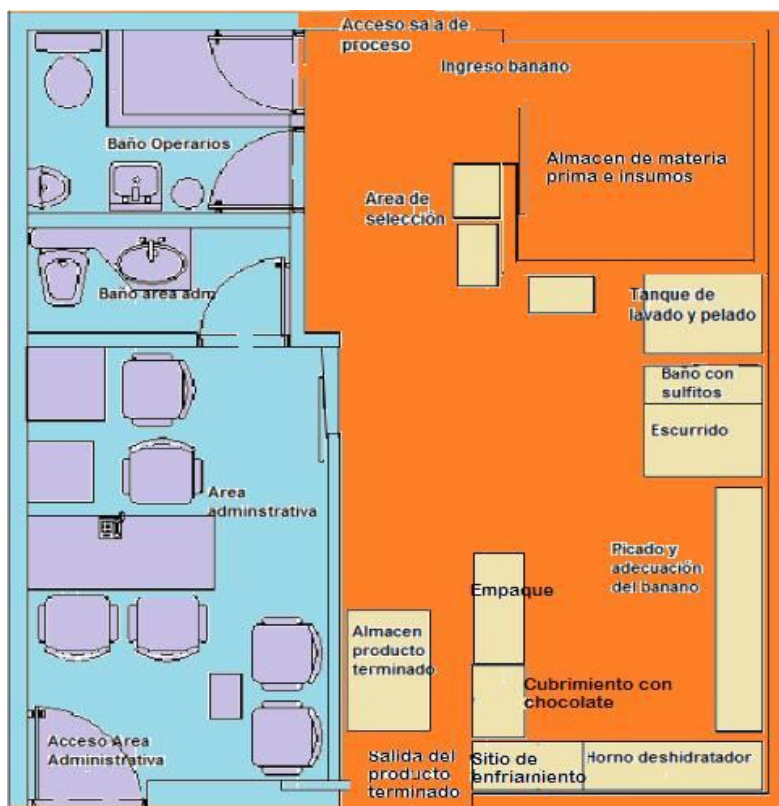 Acceso sala de
proceso
Ingreso banano
Baño Operarios
Almacen de materia
prima e insumos
Area de
selección
Baño area adm.
Tanque de
lavado y pelado
Baño con
sulfitos
Escurrido
Area
adminstrativa
Picado y
adecuación
del banano
Empaque
Almacen
producto
terminado
Cubrimiento con
chocolate
Acceso Area
Administrativa
Salida del
producto
terminado
Sitio de
enfriamiento
Horno deshidratador